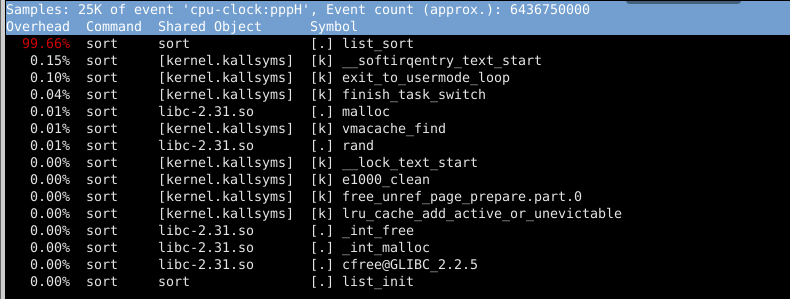 Samples: 25K of event 'cpu-clock:pppH', Event count (approx.): 6436750000
Overhead  Command  Shared Object      Symbol
  99.66%  sort     sort               [.] list_sort
   0.15%  sort     [kernel.kallsyms]  [k] __softirqentry_text_start
   0.10%  sort     [kernel.kallsyms]  [k] exit_to_usermode_loop
   0.04%  sort     [kernel.kallsyms]  [k] finish_task_switch
   0.01%  sort     libc-2.31.so       [.] malloc
   0.01%  sort     [kernel.kallsyms]  [k] vmacache_find
   0.01%  sort     libc-2.31.so       [.] rand
   0.00%  sort     [kernel.kallsyms]  [k] __lock_text_start
   0.00%  sort     [kernel.kallsyms]  [k] e1000_clean
   0.00%  sort     [kernel.kallsyms]  [k] free_unref_page_prepare.part.0
   0.00%  sort     [kernel.kallsyms]  [k] lru_cache_add_active_or_unevictable
   0.00%  sort     libc-2.31.so       [.] _int_free
   0.00%  sort     libc-2.31.so       [.] _int_malloc
   0.00%  sort     libc-2.31.so       [.] cfree@GLIBC_2.2.5
   0.00%  sort     sort               [.] list_init